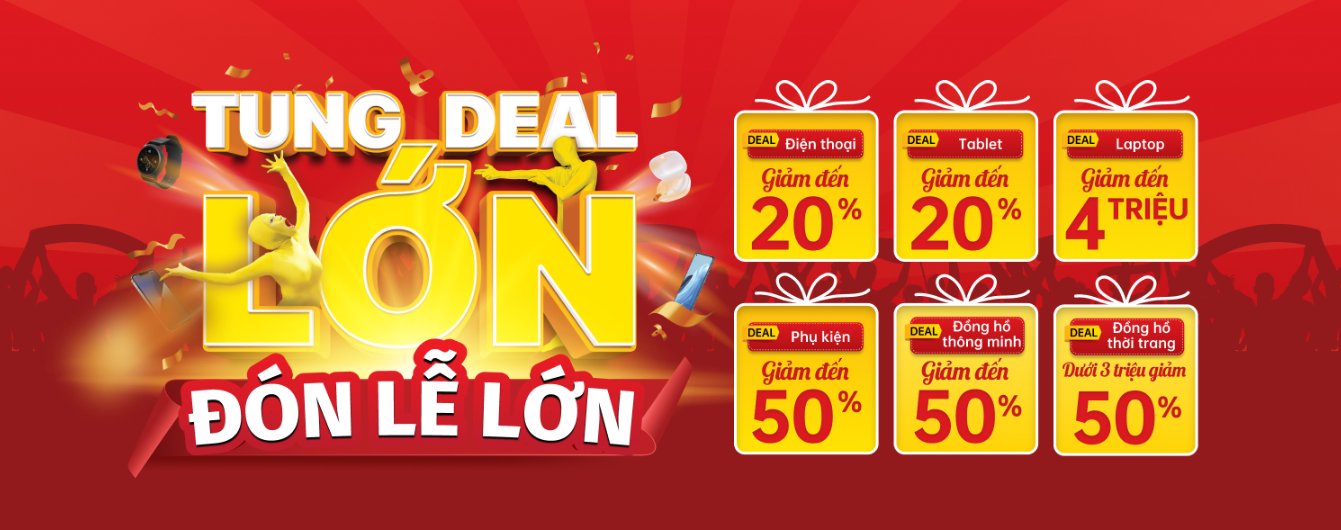 TUNG DEAL
LỚN
ĐÓN LỄ LỚN
DEAL Điện thoại
Giảm đến
20%
DEAL Tablet
Giảm đến
20%
DEAL Laptop
Giảm đến
4 TRIỆU
DEAL Phụ kiện
Giảm đến
50%
DEAL Đồng hồ
thông minh
Giảm đến
50%
DEAL Đồng hồ
thời trang
Dưới 3 triệu giảm
50%